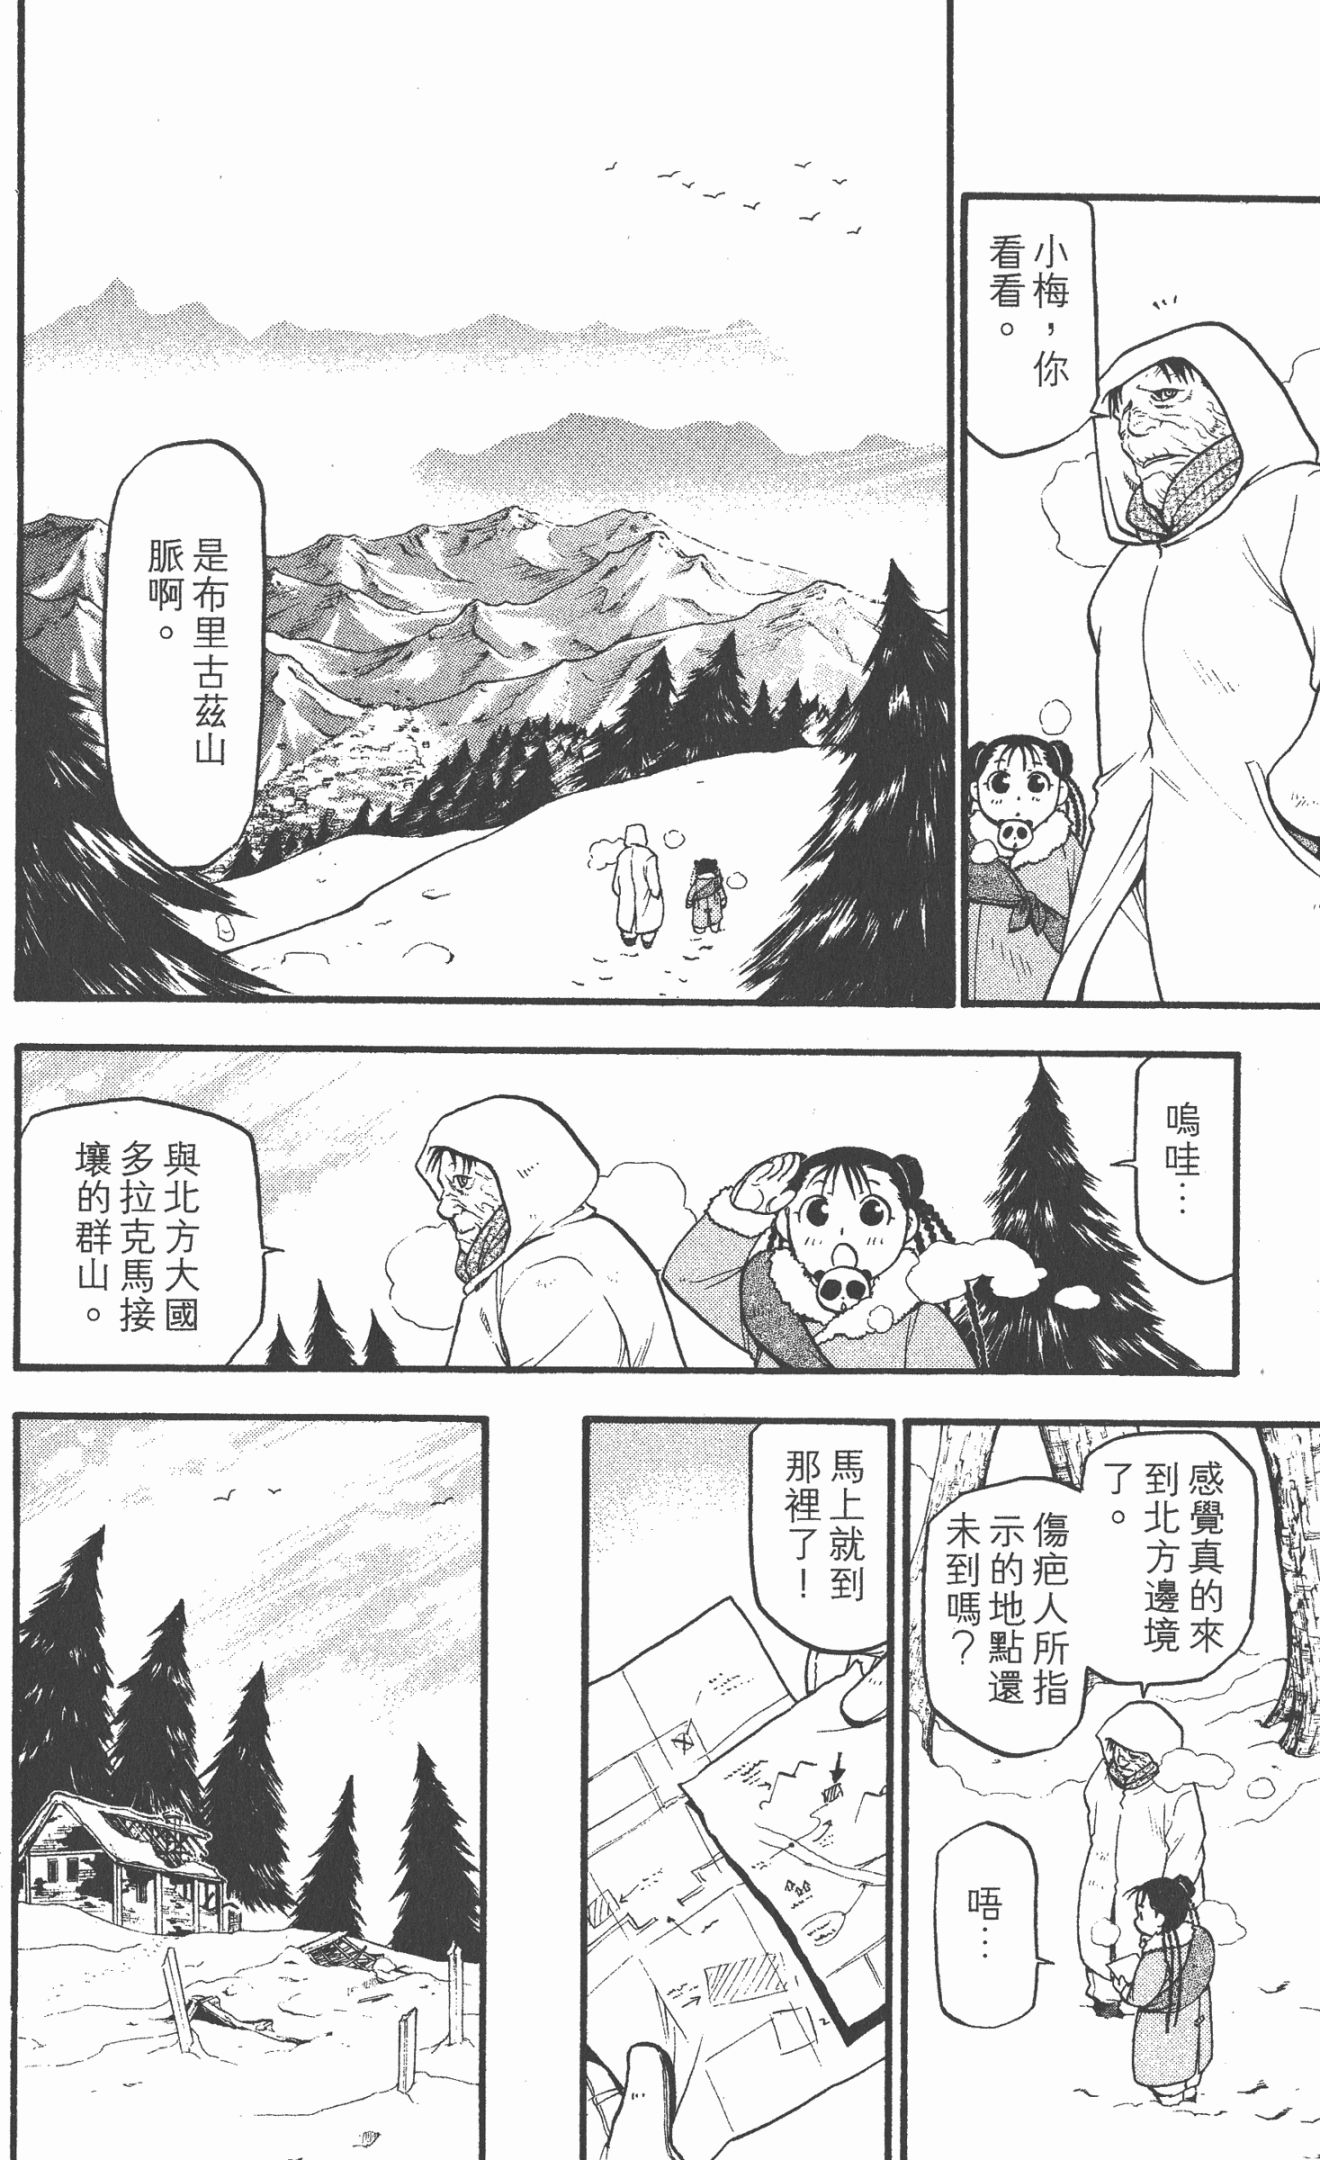 小梅，你
看看。
是布里古茲山
脈啊。
嗚哇…
與北方大國
多拉克馬接
壤的群山。
感覺真的來
到北方邊境
了。
傷疤人所指
示的地點還
未到嗎？
唔…
馬上就到
那裡了！
2